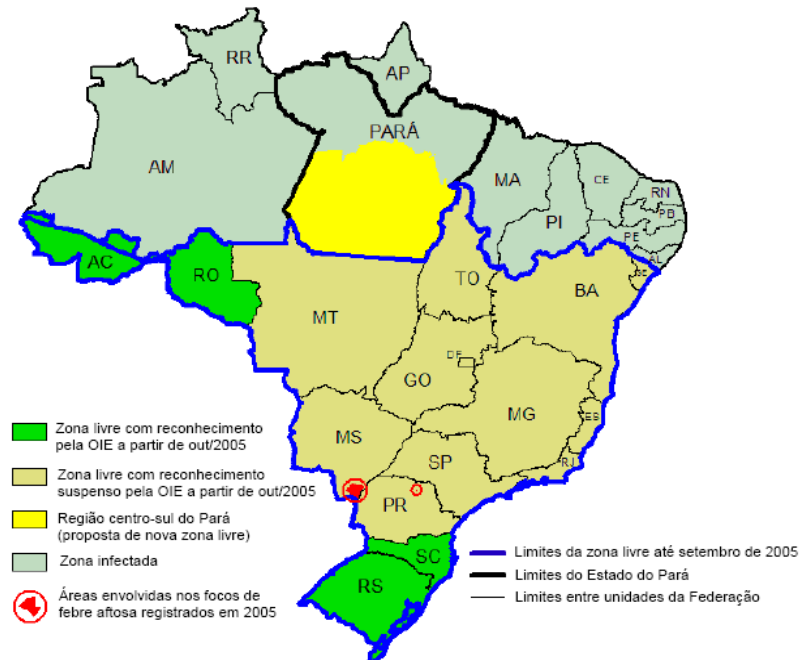 RR
AP
PARÁ
AM
MA
CE
RN
PB
PI
PE
AL
SE
AC
RO
TO
BA
MT
DF
GO
MG
ES
MS
SP
RJ
PR
SC
RS
Zona livre com reconhecimento
pela OIE a partir de out/2005
Zona livre com reconhecimento
suspenso pela OIE a partir de out/2005
Região centro-sul do Pará
(proposta de nova zona livre)
Zona infectada
Áreas envolvidas nos focos de
febre aftosa registrados em 2005
Limites da zona livre até setembro de 2005
Limites do Estado do Pará
Limites entre unidades da Federação